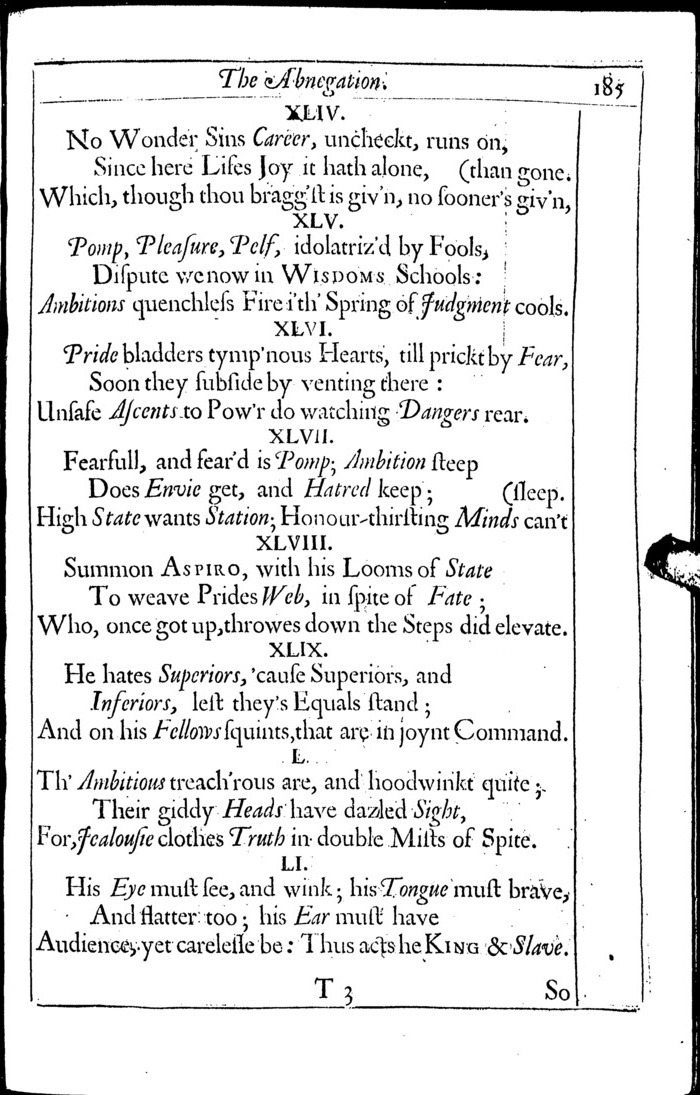 The Abnegation. 185
XLIV.
No Wonder Sins Career, uncheckt, runs on,
Since here Lifes Joy it hath alone, (than gone.
Which, though thou bragg'ſt is giv'n, no ſooner's giv'n,
XLV.
Pomp, Pleaſure, Pelf, idolatriz'd by Fools,
Diſpute we now in WISDOMS Schools:
Ambitions quenchleſs Fire i'th' Spring of Judgment cools.
XLVI.
Pride bladders tymp'nous Hearts, till prickt by Fear,
Soon they ſubſide by venting there :
Unſafe Aſcents to Pow'r do watching Dangers rear.
XLVII.
Fearfull, and fear'd is Pomp; Ambition ſteep
Does Envie get, and Hatred keep; (ſleep.
High State wants Station; Honour-thirſting Minds can't
XLVIII.
Summon ASPIRO, with his Looms of State
To weave Prides Web, in ſpite of Fate ;
Who, once got up, throwes down the Steps did elevate.
XLIX.
He hates Superiors, 'cauſe Superiors, and
Inferiors, leſt they's Equals ſtand ;
And on his Fellows ſquints, that are in joynt Command.
L.
Th' Ambitious treach'rous are, and hoodwinkt quite ;
Their giddy Heads have dazled Sight,
For, Jealouſie clothes Truth in double Miſts of Spite.
LI.
His Eye muſt ſee, and wink; his Tongue muſt brave,
And flatter too; his Ear muſt have
Audience, yet careleſſe be: Thus acts he KING & Slave.
T 3 So